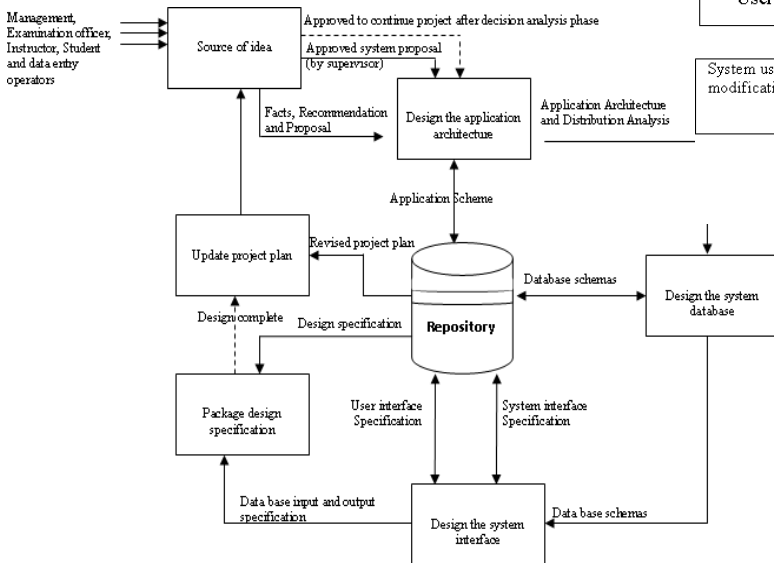 User
Management,
Examination officer,
Instructor, Student
and data entry
operators
Source of idea
Approved to continue project after decision analysis phase
Approved system proposal
(by supervisor)
System us
modificati
Facts, Recommendation
and Proposal
Design the application
architecture
Application Architecture
and Distribution Analysis
Application Scheme
Update project plan
Revised project plan
Repository
Database schemas
Design the system
database
Design complete
Design specification
Package design
specification
User interface
Specification
System interface
Specification
Data base input and output
specification
Design the system
interface
Data base schemas